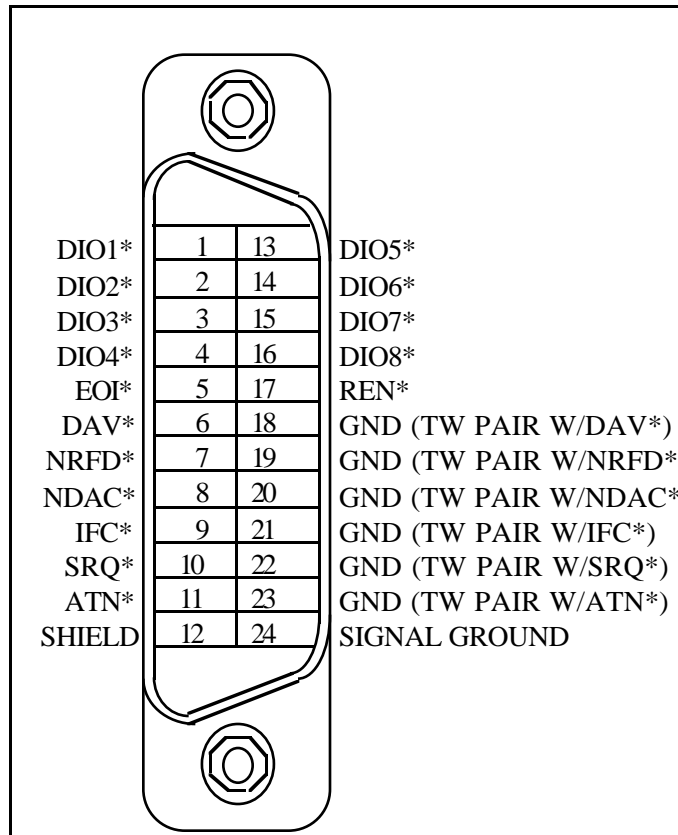 DIO1* 1 13 DIO5*
DIO2* 2 14 DIO6*
DIO3* 3 15 DIO7*
DIO4* 4 16 DIO8*
EOI* 5 17 REN*
DAV* 6 18 GND (TW PAIR W/DAV*)
NRFD* 7 19 GND (TW PAIR W/NRFD*
NDAC* 8 20 GND (TW PAIR W/NDAC*
IFC* 9 21 GND (TW PAIR W/IFC*)
SRQ* 10 22 GND (TW PAIR W/SRQ*)
ATN* 11 23 GND (TW PAIR W/ATN*)
SHIELD 12 24 SIGNAL GROUND